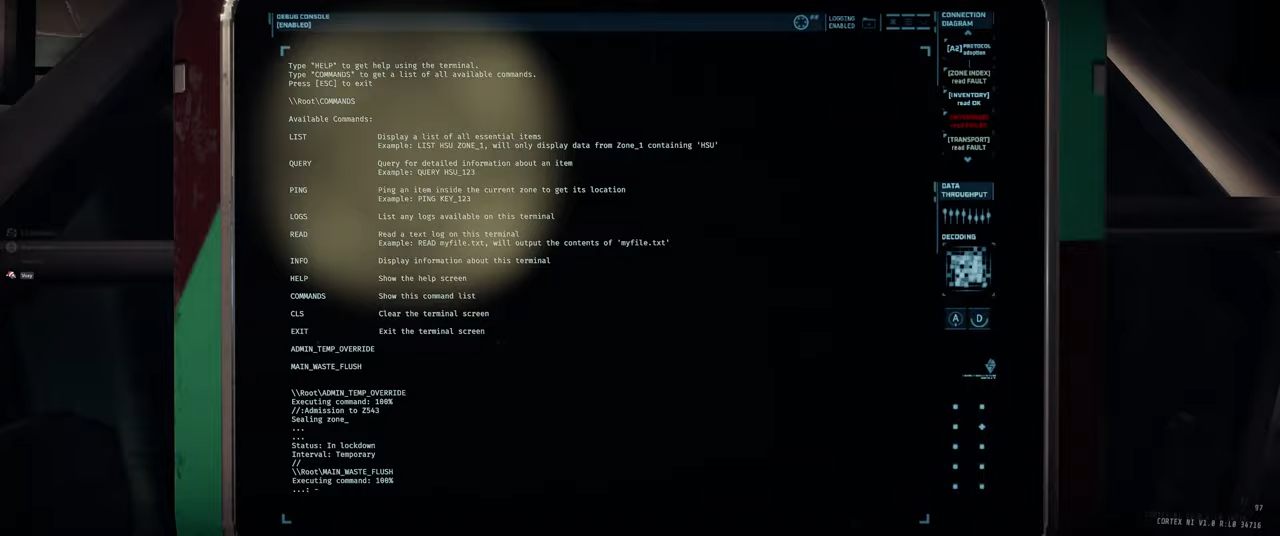 DEBUG CONSOLE
[ENABLED]
LOGGING
ENABLED
CONNECTION
DIAGRAM
[A2] PROTOCOL
adoption
[ZONE INDEX]
read FAULT
[INVENTORY]
read OK
read FAILED
[TRANSPORT]
read FAULT
DATA
THROUGHPUT
DECODING
A D
Type "HELP" to get help using the terminal.
Type "COMMANDS" to get a list of all available commands.
Press [ESC] to exit
\\Root\COMMANDS
Available Commands:
LIST Display a list of all essential items
Example: LIST HSU ZONE_1, will only display data from Zone_1 containing 'HSU'
QUERY Query for detailed information about an item
Example: QUERY HSU_123
PING Ping an item inside the current zone to get its location
Example: PING KEY_123
LOGS List any logs available on this terminal
READ Read a text log on this terminal
Example: READ myfile.txt, will output the contents of 'myfile.txt'
INFO Display information about this terminal
HELP Show the help screen
COMMANDS Show this command list
CLS Clear the terminal screen
EXIT Exit the terminal screen
ADMIN_TEMP_OVERRIDE
MAIN_WASTE_FLUSH
\\Root\ADMIN_TEMP_OVERRIDE
Executing command: 100%
//:Admission to Z543
Sealing zone_
...
...
Status: In lockdown
Interval: Temporary
//
\\Root\MAIN_WASTE_FLUSH
Executing command: 100%
...: -
Voey
97
CORTEX NI V1.0 R:L0 34716